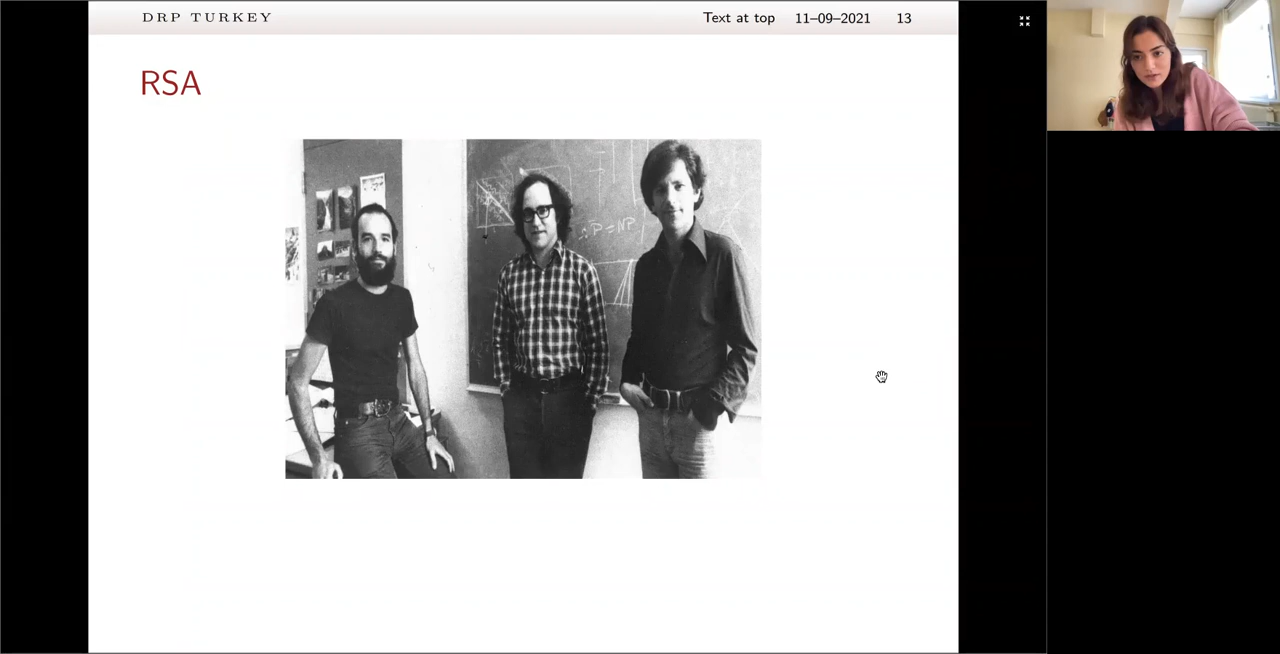 DRP TURKEY Text at top 11–09–2021 13
RSA
∴ P = NP